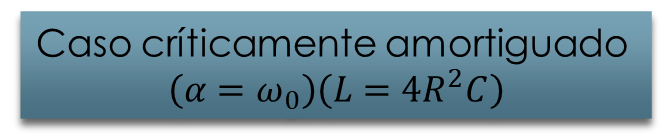 Caso críticamente amortiguado
(α = ω₀)(L = 4R²C)